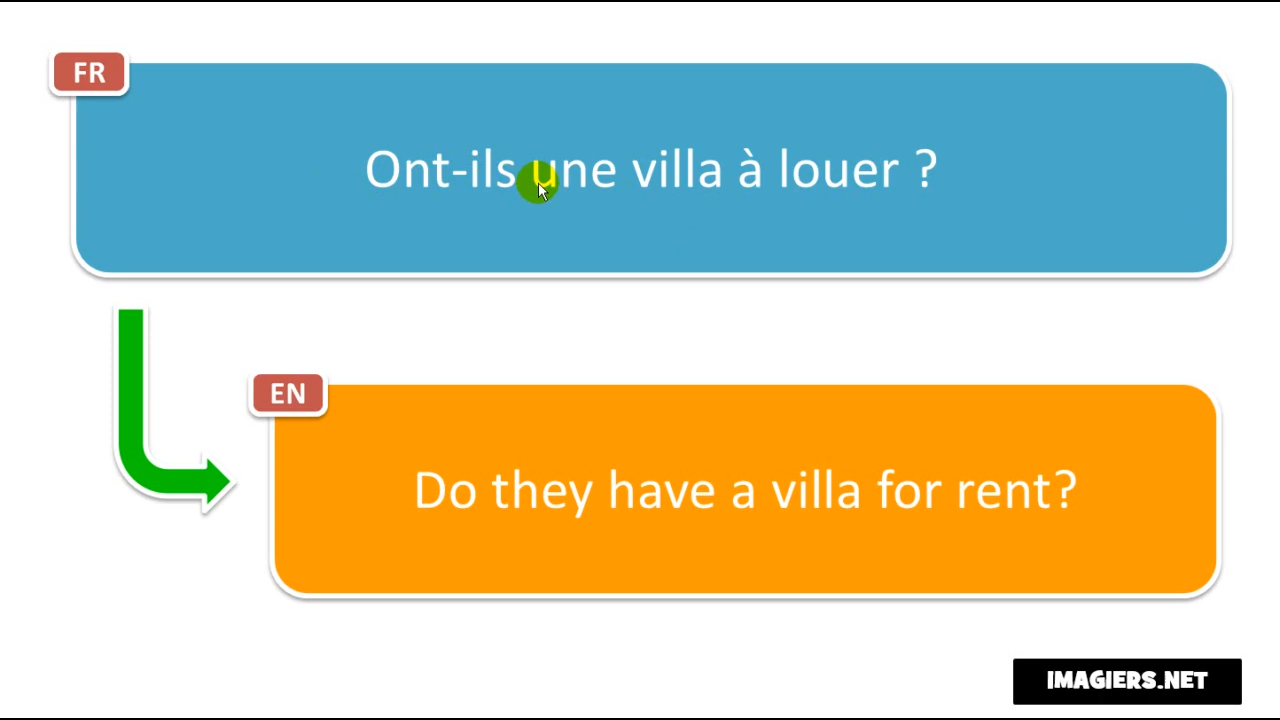 FR
Ont-ils une villa à louer ?
EN
Do they have a villa for rent?
IMAGIERS.NET